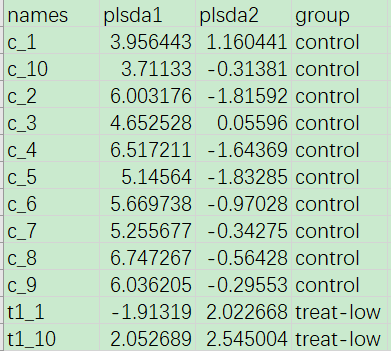 names plsda1 plsda2 group
c_1 3.956443 1.160441 control
c_10 3.71133 -0.31381 control
c_2 6.003176 -1.81592 control
c_3 4.652528 0.05596 control
c_4 6.517211 -1.64369 control
c_5 5.14564 -1.83285 control
c_6 5.669738 -0.97028 control
c_7 5.255677 -0.34275 control
c_8 6.747267 -0.56428 control
c_9 6.036205 -0.29553 control
t1_1 -1.91319 2.022668 treat-low
t1_10 2.052689 2.545004 treat-low